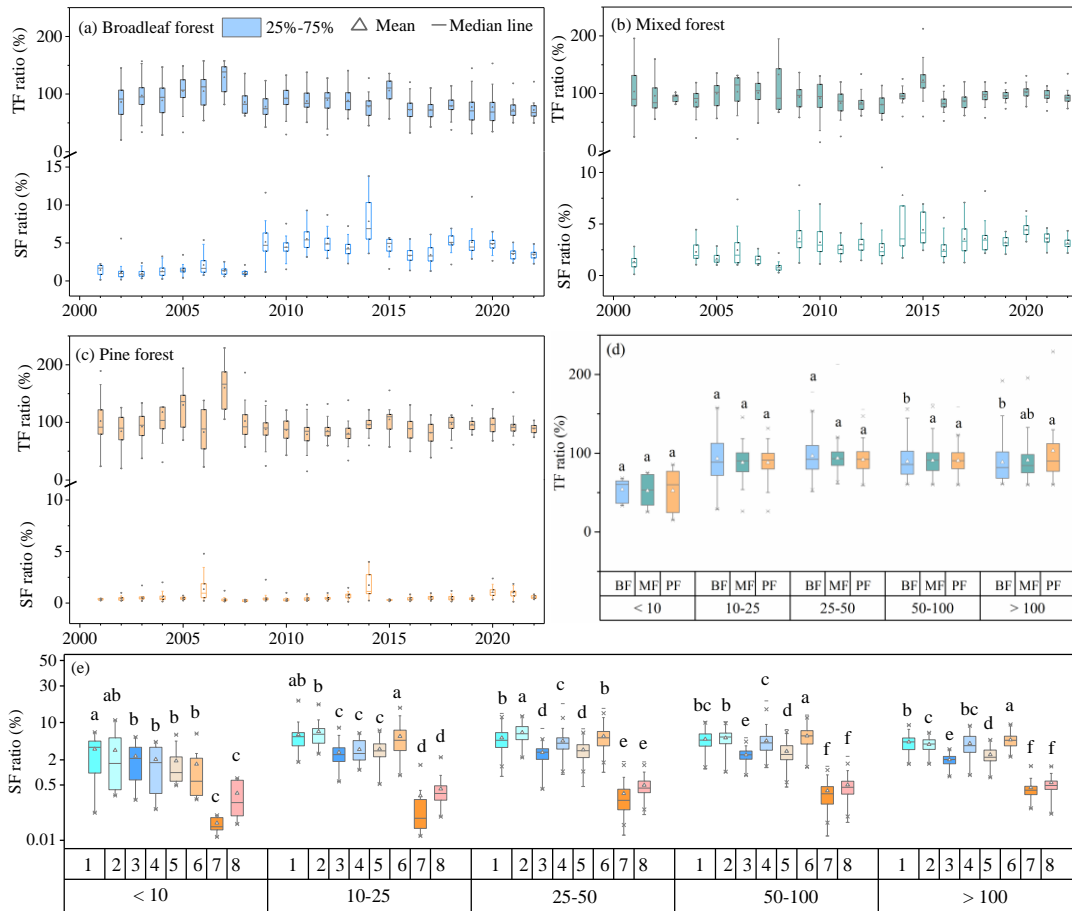 (a) Broadleaf forest 25%-75% Mean Median line
TF ratio (%)
200
100
0
SF ratio (%)
15
10
5
0
2000 2005 2010 2015 2020
(b) Mixed forest
TF ratio (%)
200
100
0
SF ratio (%)
10
5
0
2000 2005 2010 2015 2020
(c) Pine forest
TF ratio (%)
200
100
0
SF ratio (%)
5
0
2000 2005 2010 2015 2020
(d)
TF ratio (%)
200
100
0
a a a a a a a a a b a a b ab a
BF MF PF BF MF PF BF MF PF BF MF PF BF MF PF
< 10 10-25 25-50 50-100 > 100
(e)
SF ratio (%)
50
30
10
2
0.5
0.01
a ab b b b b c c ab b c c c a d d b a d c d b e e bc b e c d a f f b c e bc d a f f
1 2 3 4 5 6 7 8 1 2 3 4 5 6 7 8 1 2 3 4 5 6 7 8 1 2 3 4 5 6 7 8 1 2 3 4 5 6 7 8
< 10 10-25 25-50 50-100 > 100